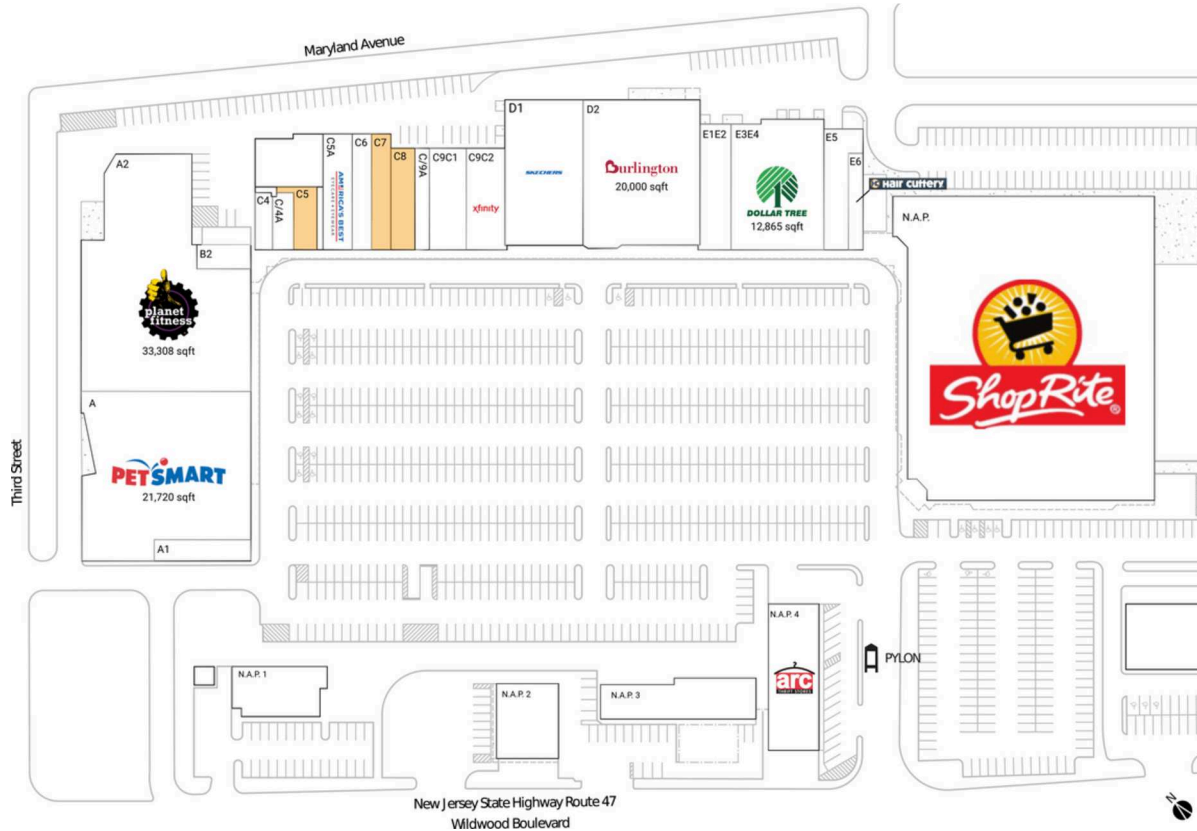 Maryland Avenue
A2
B2
planet
fitness
33,308 sqft
A
PETSMART
21,720 sqft
A1
Third Street
C4
C/4A
C5
C5A
AMERICA'S BEST
C6
C7
C8
C/9A
C9C1
C9C2
xfinity
D1
SKECHERS
D2
Burlington
20,000 sqft
E1E2
E3E4
DOLLAR TREE
12,865 sqft
E5
E6
Hair Cuttery
N.A.P.
ShopRite
N.A.P. 1
N.A.P. 2
N.A.P. 3
N.A.P. 4
arc
PYLON
New Jersey State Highway Route 47
Wildwood Boulevard
N